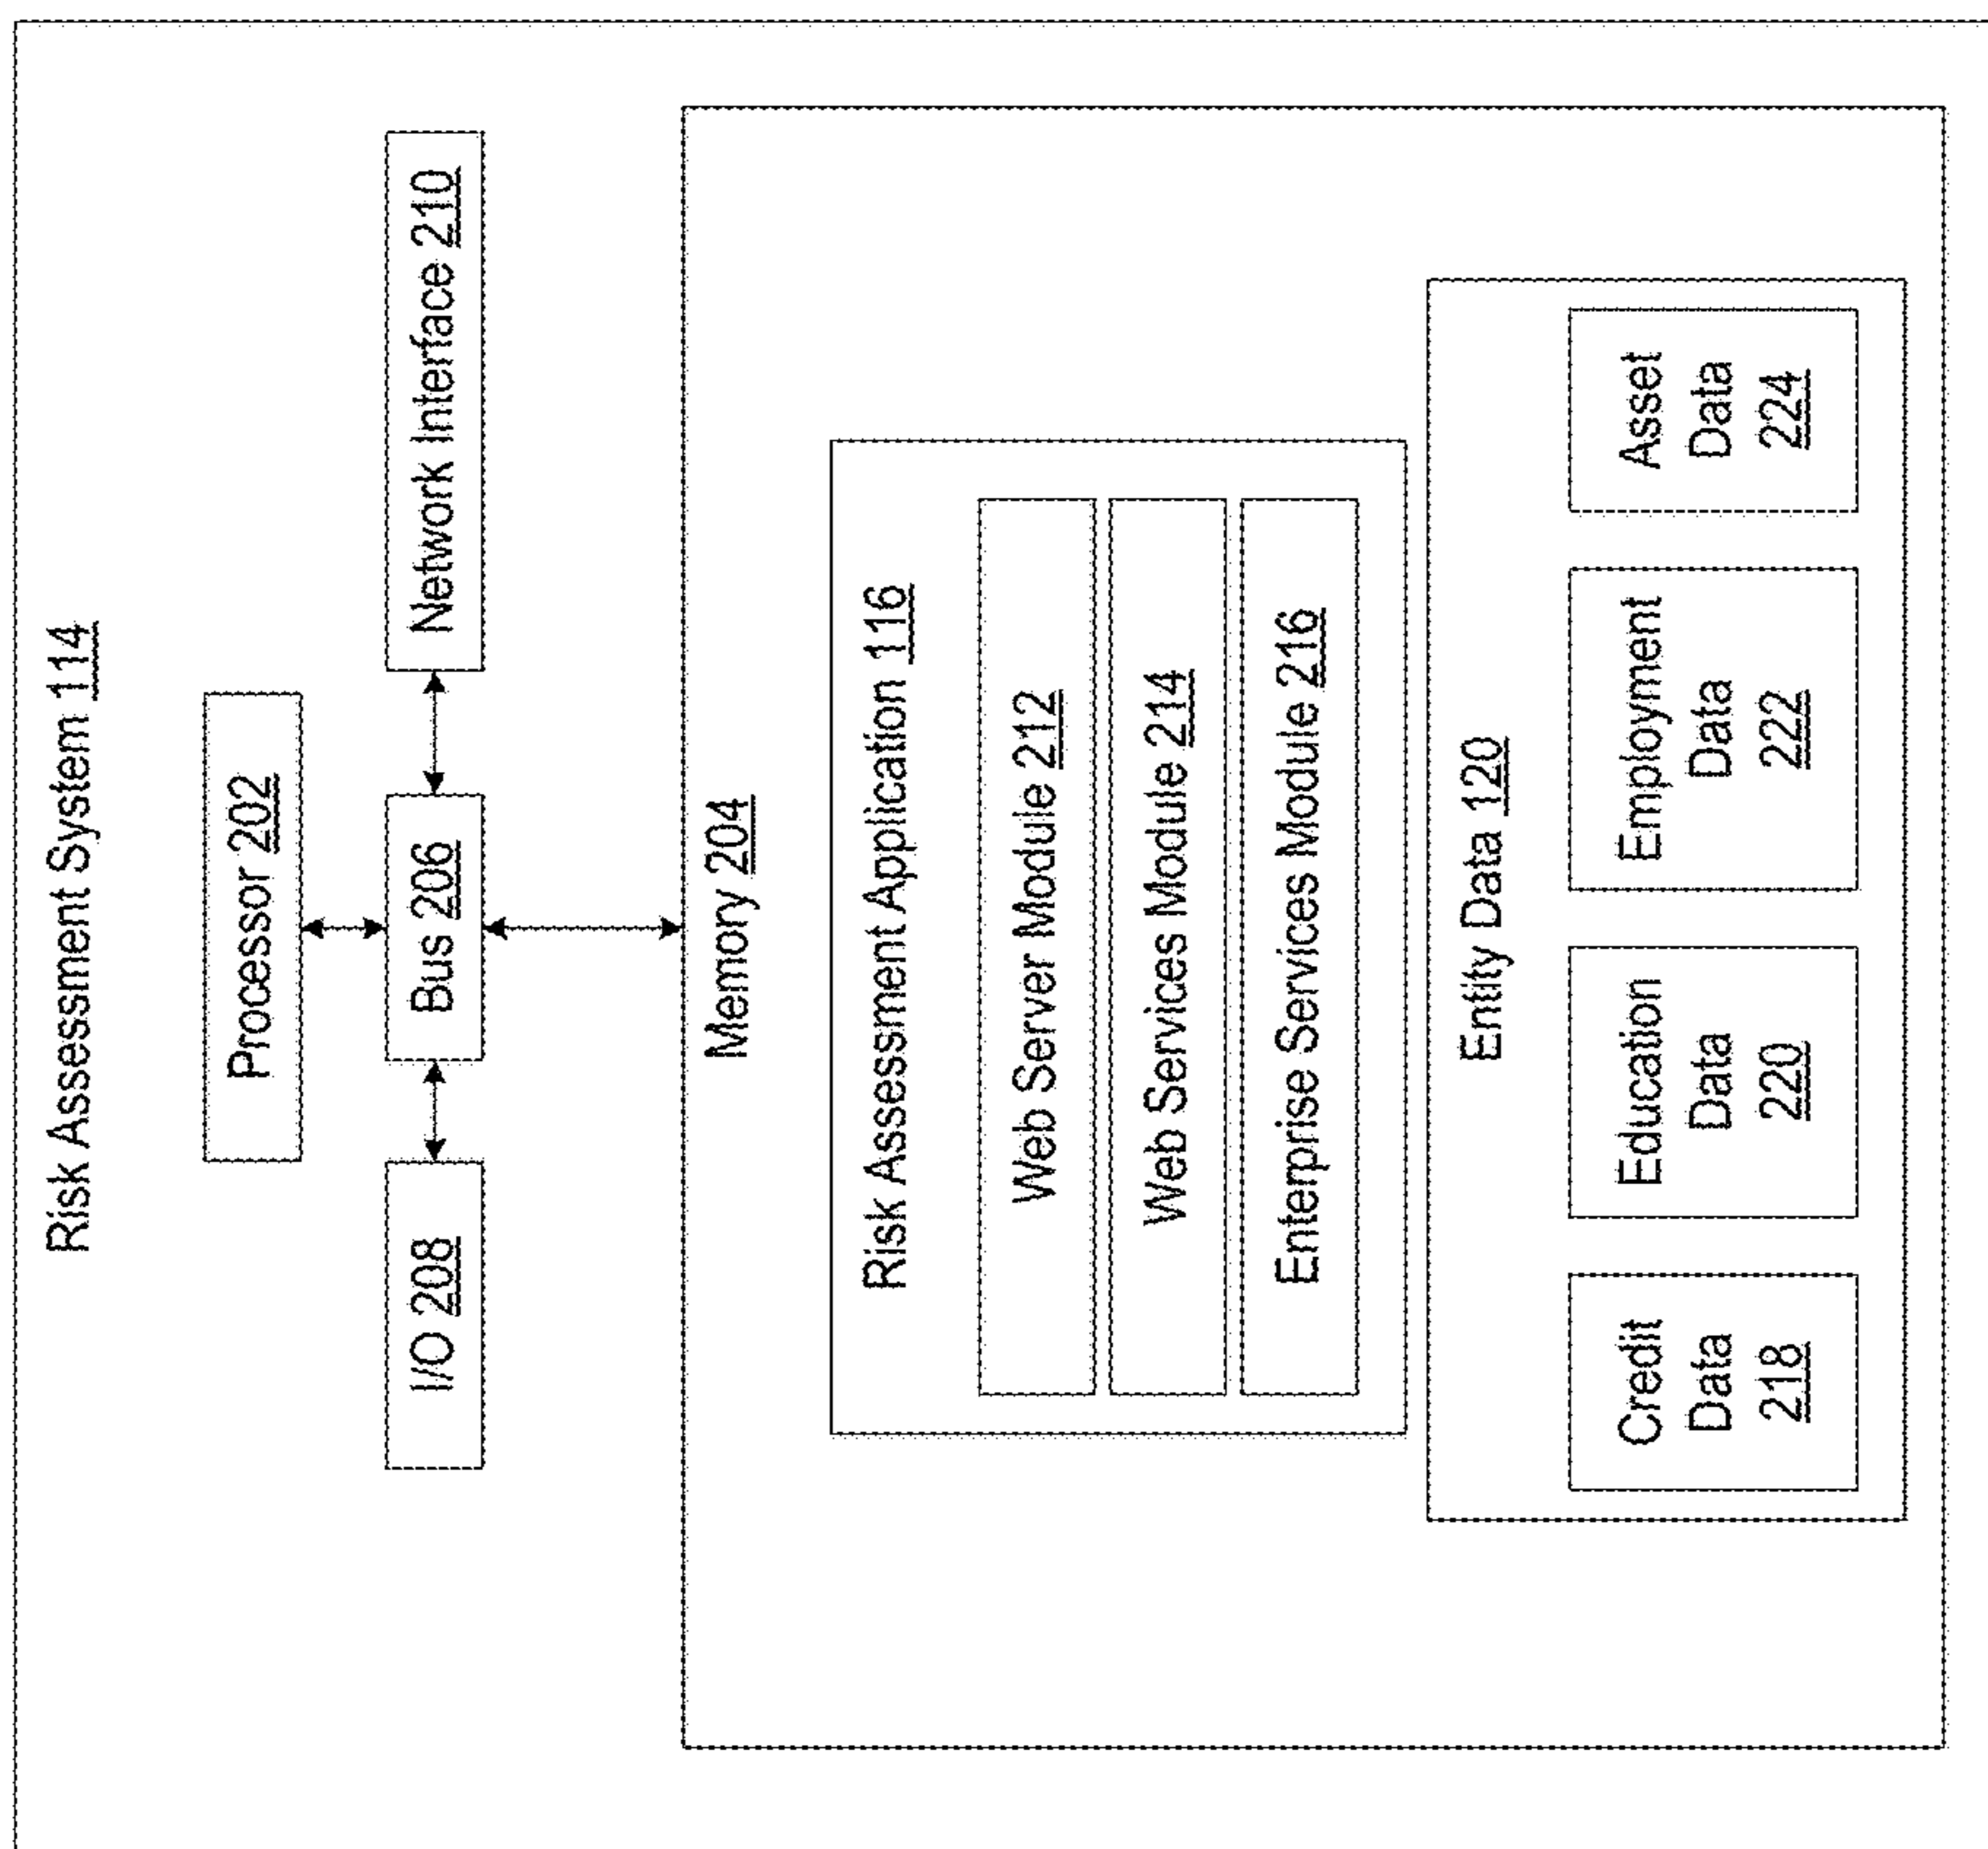 Risk Assessment System 114
Processor 202
I/O 208
Bus 206
Network Interface 210
Memory 204
Risk Assessment Application 116
Web Server Module 212
Web Services Module 214
Enterprise Services Module 216
Entity Data 120
Credit
Data
218
Education
Data
220
Employment
Data
222
Asset
Data
224